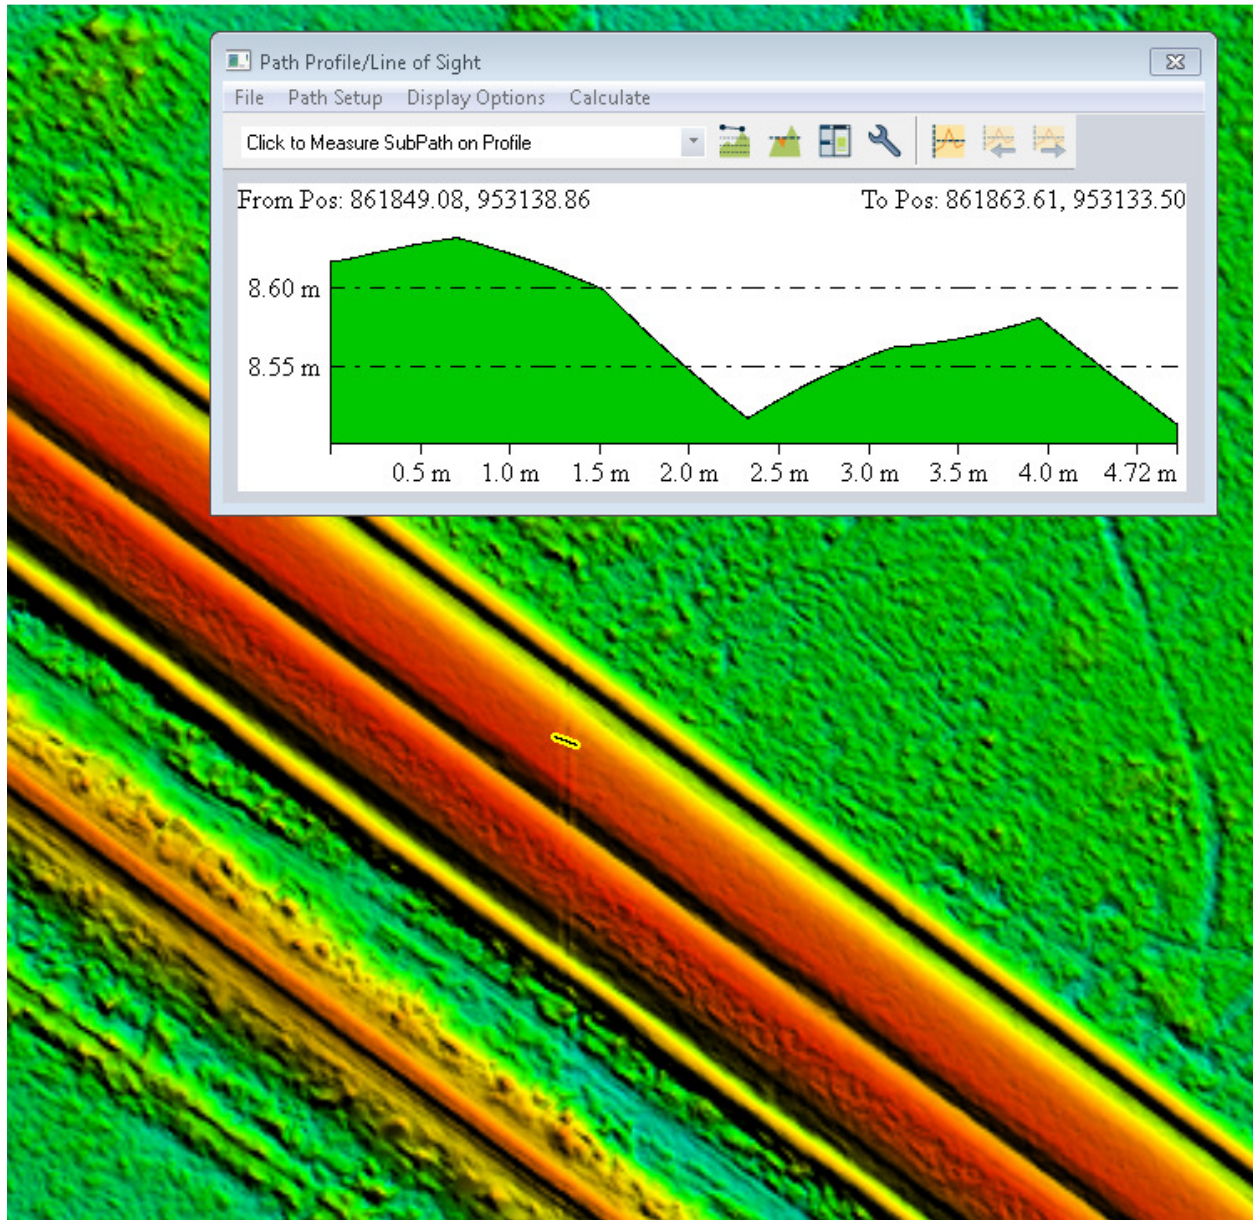 Path Profile/Line of Sight
File Path Setup Display Options Calculate
Click to Measure SubPath on Profile
From Pos: 861849.08, 953138.86 To Pos: 861863.61, 953133.50
8.60 m
8.55 m
0.5 m 1.0 m 1.5 m 2.0 m 2.5 m 3.0 m 3.5 m 4.0 m 4.72 m